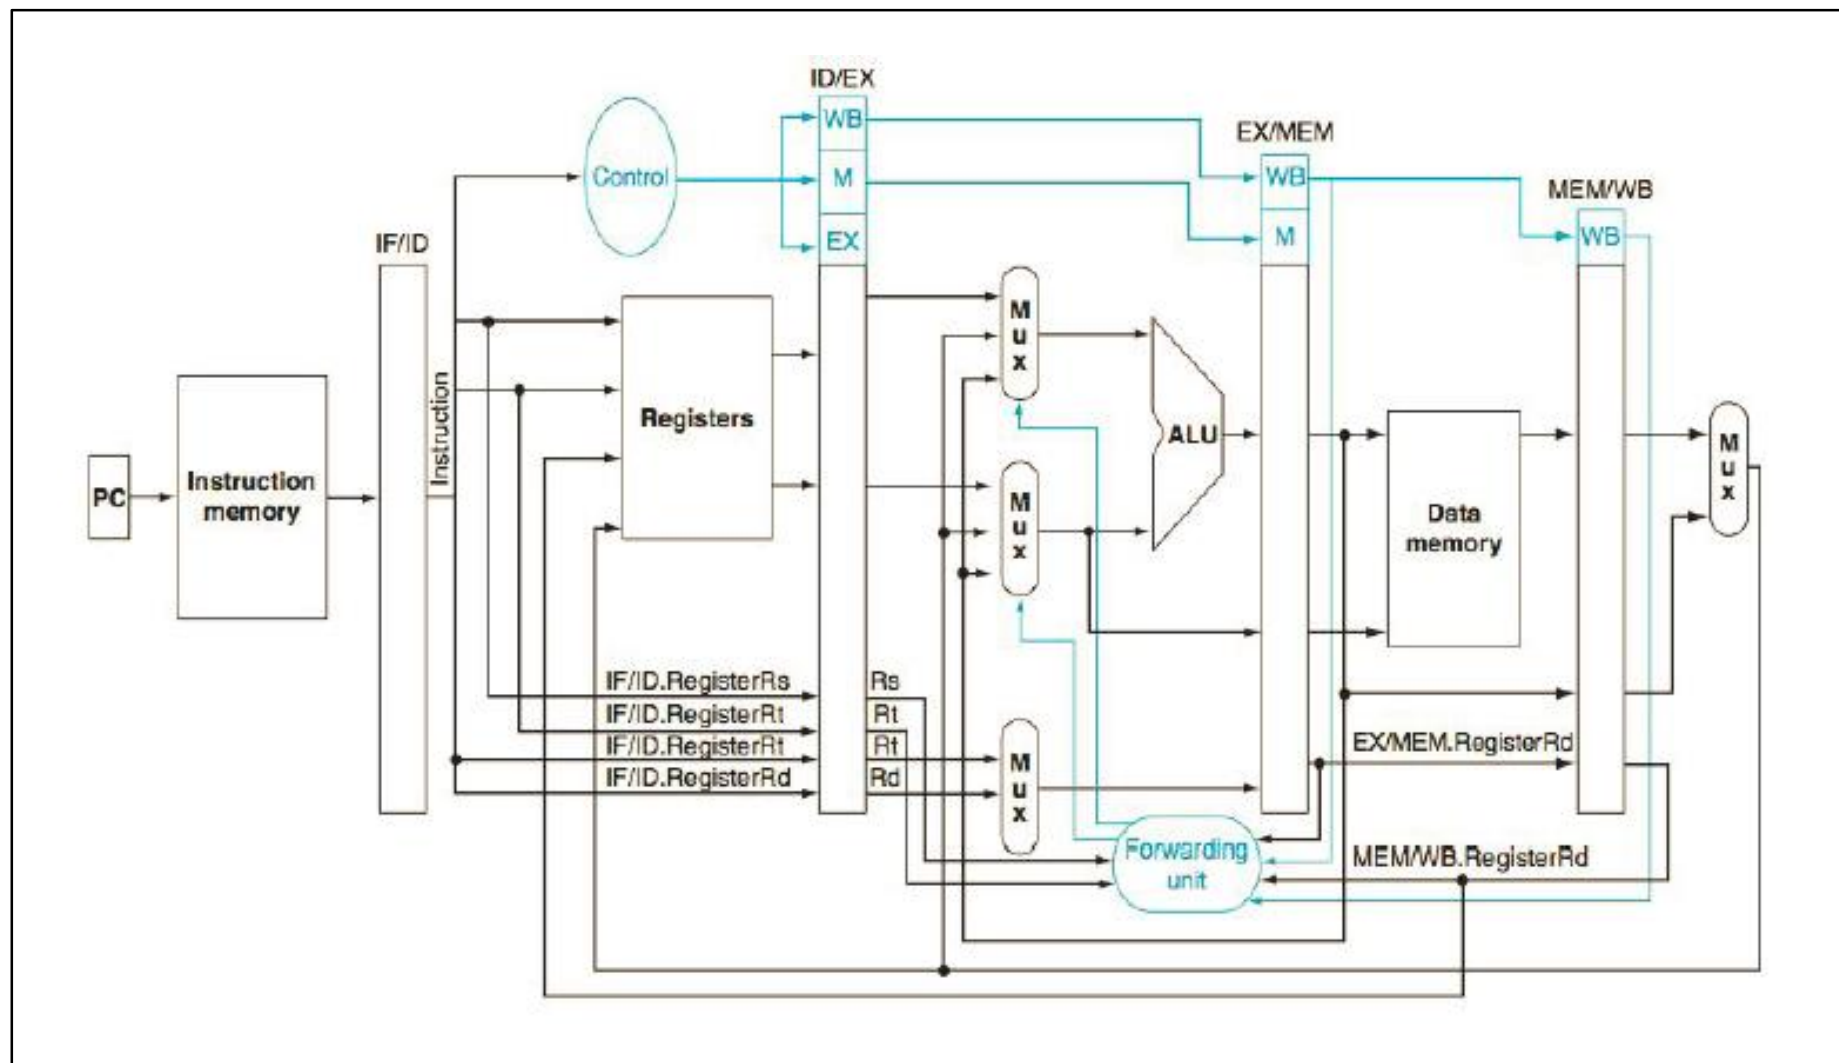 ID/EX
WB
EX/MEM
Control
M
WB
MEM/WB
IF/ID
EX
M
WB
M
u
x
Instruction
Registers
ALU
M
u
x
PC
Instruction
memory
M
u
x
Data
memory
IF/ID.RegisterRs
Rs
IF/ID.RegisterRt
Rt
IF/ID.RegisterRt
Rt
EX/MEM.RegisterRd
IF/ID.RegisterRd
Rd
M
u
x
Forwarding
unit
MEM/WB.RegisterRd